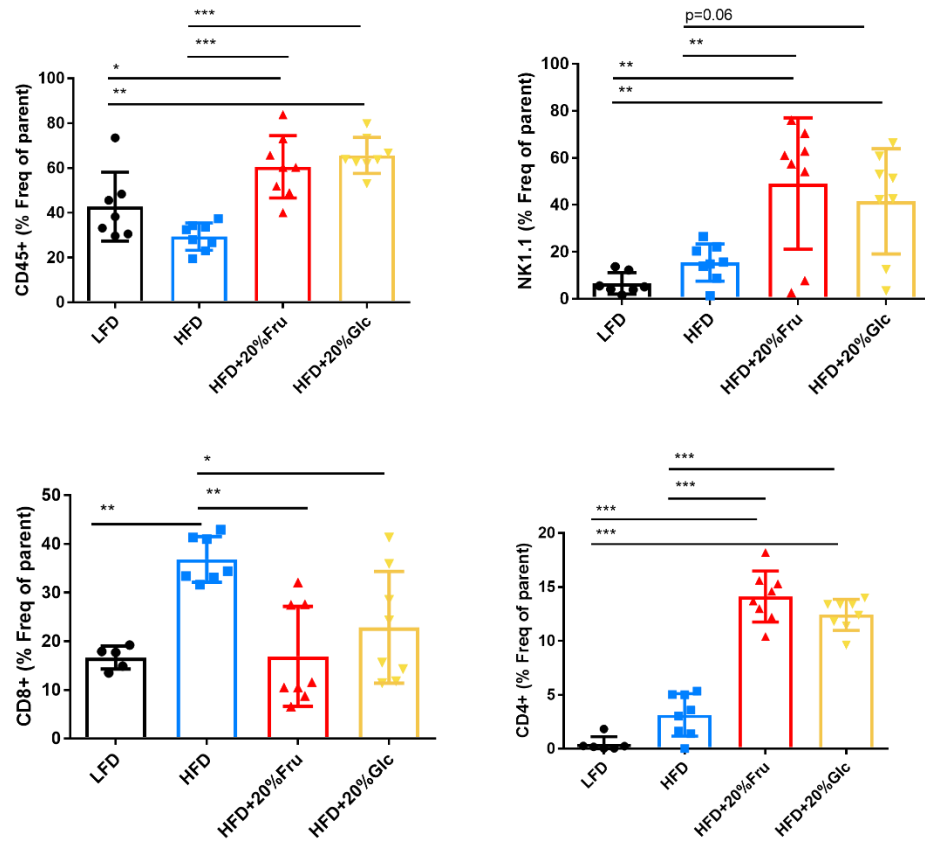 ***
***
*
**
CD45+ (% Freq of parent)
100
80
60
40
20
0
LFD
HFD
HFD+20%Fru
HFD+20%Glc
p=0.06
**
**
**
NK1.1 (% Freq of parent)
100
80
60
40
20
0
LFD
HFD
HFD+20%Fru
HFD+20%Glc
*
**
**
CD8+ (% Freq of parent)
50
40
30
20
10
0
LFD
HFD
HFD+20%Fru
HFD+20%Glc
***
***
***
***
CD4+ (% Freq of parent)
20
15
10
5
0
LFD
HFD
HFD+20%Fru
HFD+20%Glc